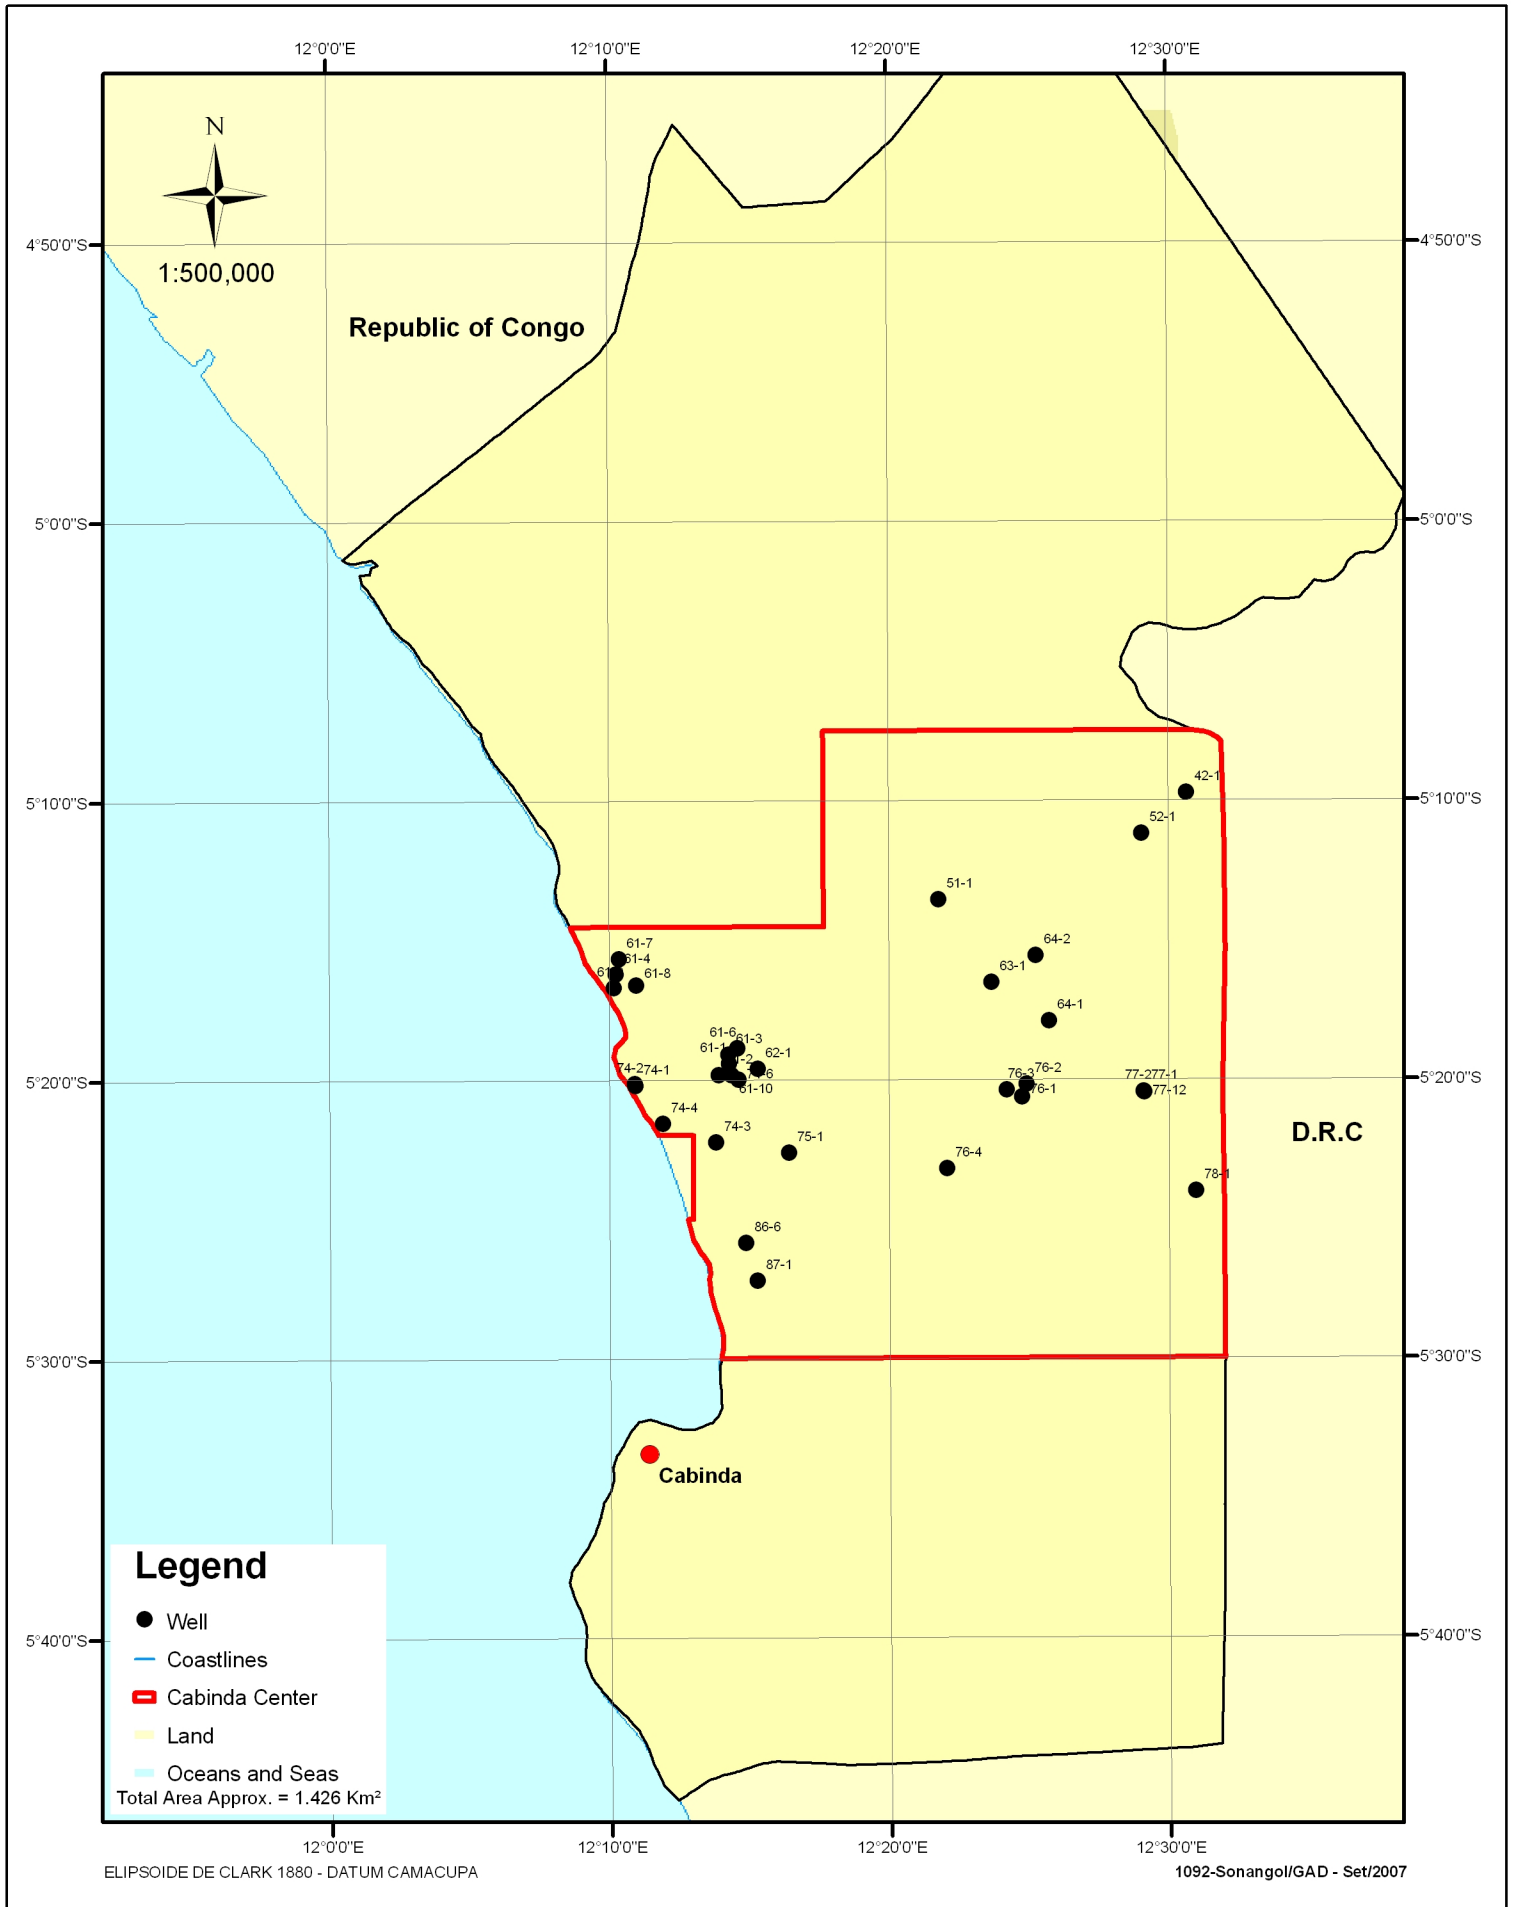 12°0'0"E
12°10'0"E
12°20'0"E
12°30'0"E
N
1:500,000
4°50'0"S
4°50'0"S
Republic of Congo
5°0'0"S
5°0'0"S
42-1
5°10'0"S
5°10'0"S
52-1
51-1
61-7
64-2
61-4
63-1
61-8
64-1
61-6
61-3
61-1
62-1
74-2
74-1
61-10
5°20'0"S
5°20'0"S
76-3
76-2
76-1
77-2
77-1
77-12
74-4
74-3
75-1
D.R.C
76-4
78-1
86-6
87-1
5°30'0"S
5°30'0"S
Cabinda
Legend
Well
Coastlines
Cabinda Center
Land
Oceans and Seas
Total Area Approx. = 1.426 Km²
5°40'0"S
5°40'0"S
12°0'0"E
12°10'0"E
12°20'0"E
12°30'0"E
ELIPSOIDE DE CLARK 1880 - DATUM CAMACUPA
1092-Sonangol/GAD - Set/2007